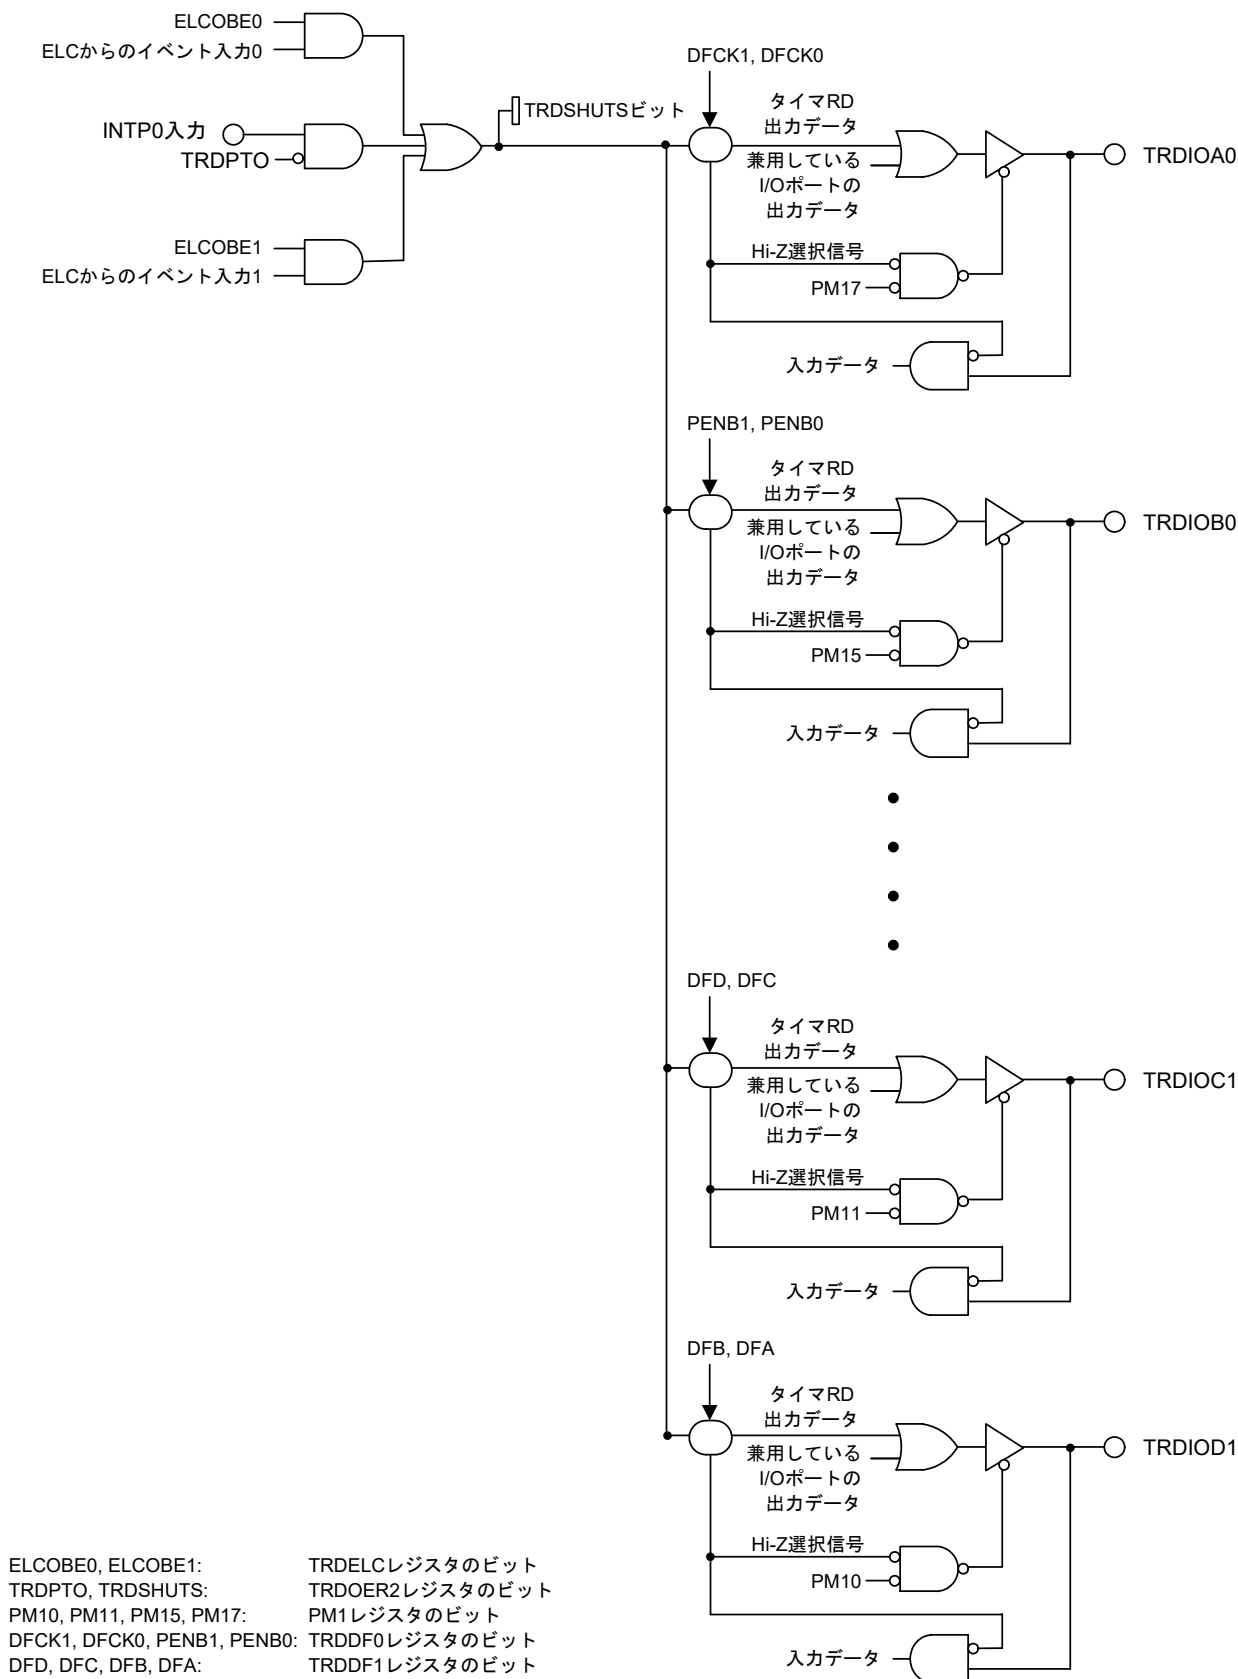 ELCOBE0
ELCからのイベント入力0
INTP0入力
TRDPTO
ELCOBE1
ELCからのイベント入力1
TRDSHUTSビット
DFCK1, DFCK0
タイマRD
出力データ
兼用している
I/Oポートの
出力データ
Hi-Z選択信号
PM17
入力データ
TRDIOA0
PENB1, PENB0
タイマRD
出力データ
兼用している
I/Oポートの
出力データ
Hi-Z選択信号
PM15
入力データ
TRDIOB0
DFD, DFC
タイマRD
出力データ
兼用している
I/Oポートの
出力データ
Hi-Z選択信号
PM11
入力データ
TRDIOC1
DFB, DFA
タイマRD
出力データ
兼用している
I/Oポートの
出力データ
Hi-Z選択信号
PM10
入力データ
TRDIOD1
ELCOBE0, ELCOBE1: TRDELCレジスタのビット
TRDPTO, TRDSHUTS: TRDOER2レジスタのビット
PM10, PM11, PM15, PM17: PM1レジスタのビット
DFCK1, DFCK0, PENB1, PENB0: TRDDF0レジスタのビット
DFD, DFC, DFB, DFA: TRDDF1レジスタのビット